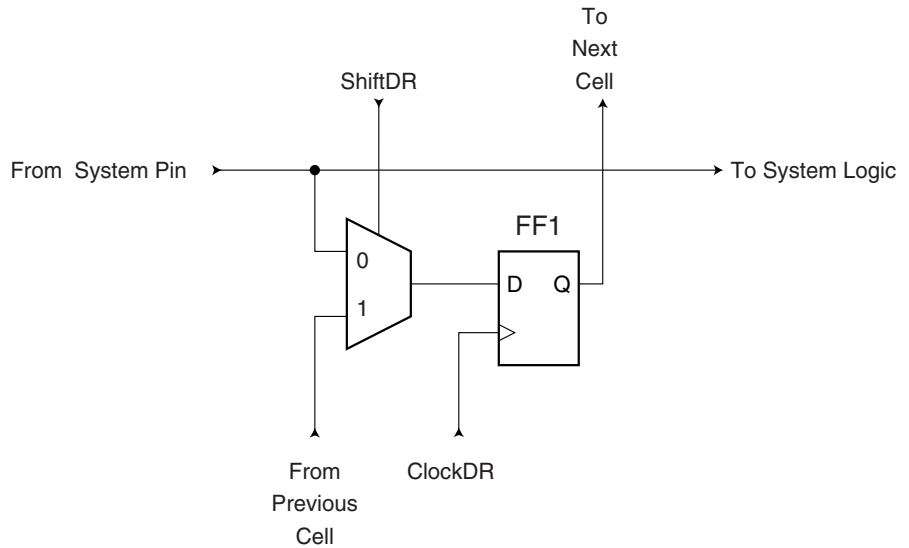 To
Next
Cell
ShiftDR
From System Pin
To System Logic
FF1
0
D Q
1
From
Previous
Cell
ClockDR